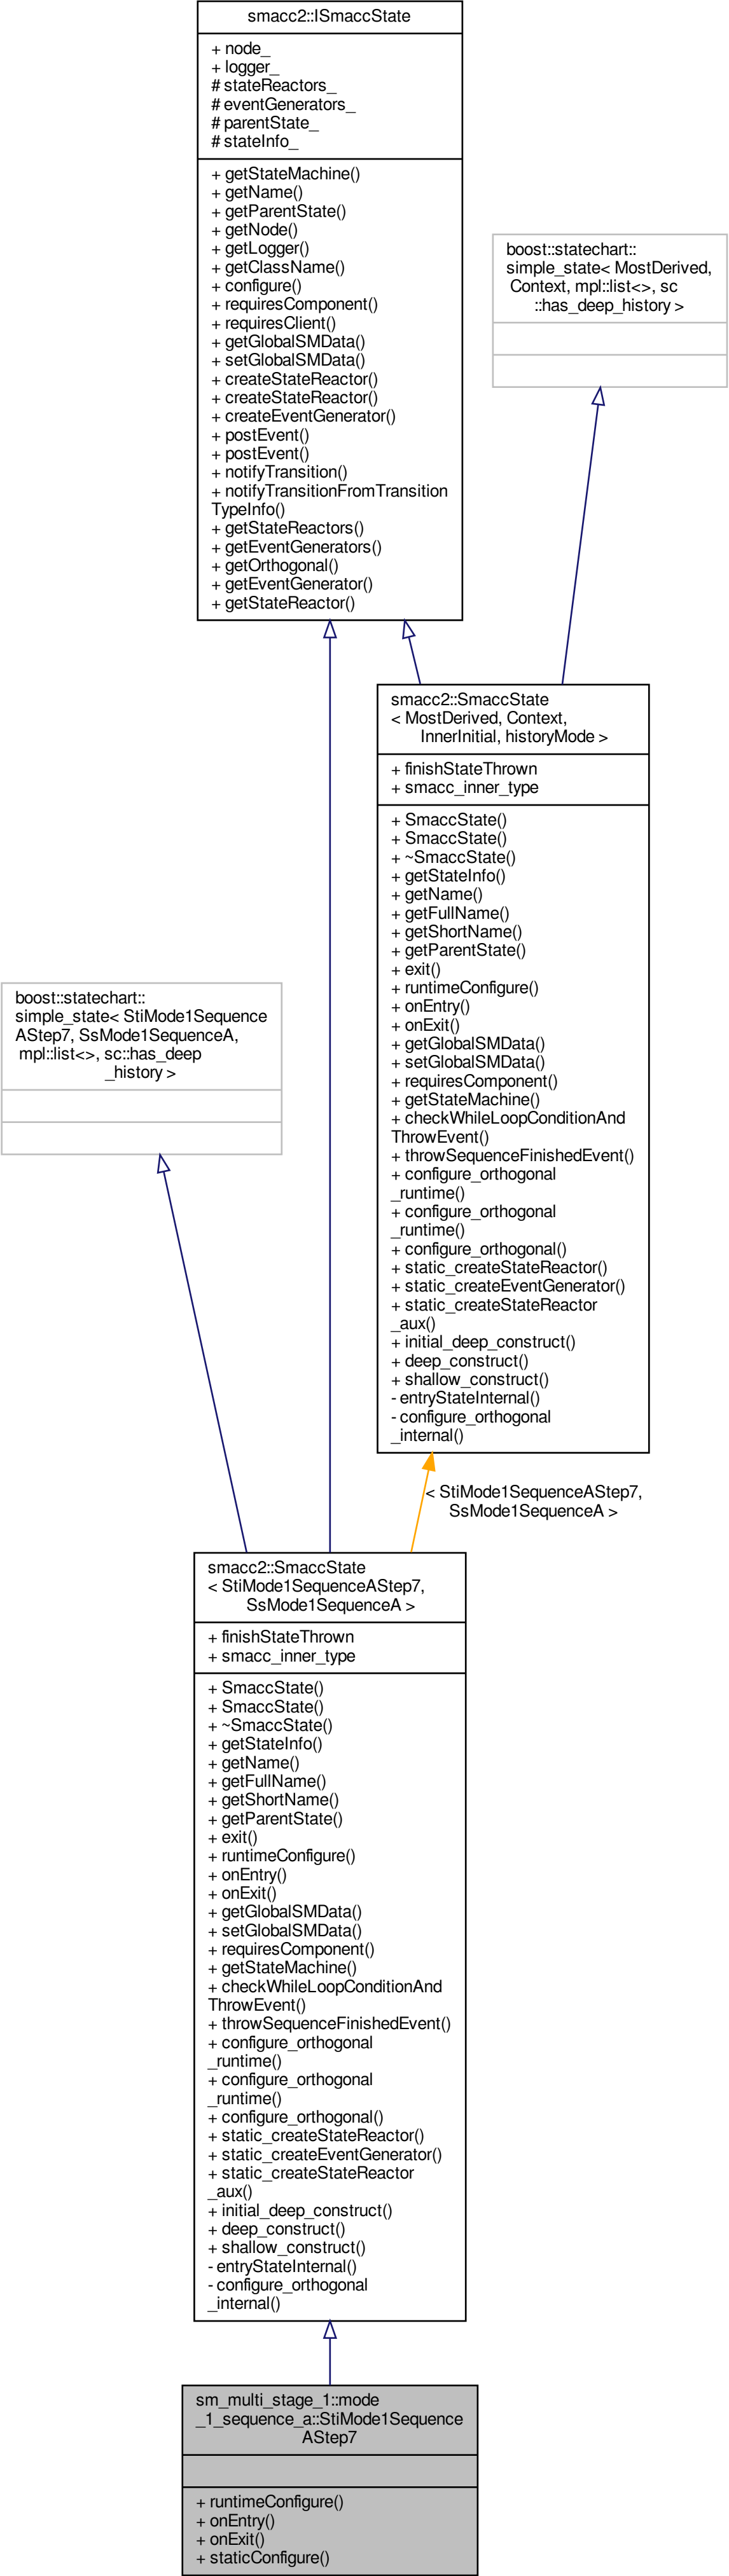 smacc2::ISmaccState
+ node_
+ logger_
# stateReactors_
# eventGenerators_
# parentState_
# stateInfo_
+ getStateMachine()
+ getName()
+ getParentState()
+ getNode()
+ getLogger()
+ getClassName()
+ configure()
+ requiresComponent()
+ requiresClient()
+ getGlobalSMData()
+ setGlobalSMData()
+ createStateReactor()
+ createStateReactor()
+ createEventGenerator()
+ postEvent()
+ postEvent()
+ notifyTransition()
+ notifyTransitionFromTransition
TypeInfo()
+ getStateReactors()
+ getEventGenerators()
+ getOrthogonal()
+ getEventGenerator()
+ getStateReactor()
boost::statechart::
simple_state< MostDerived,
Context, mpl::list<>, sc
::has_deep_history >
smacc2::SmaccState
< MostDerived, Context,
InnerInitial, historyMode >
+ finishStateThrown
+ smacc_inner_type
+ SmaccState()
+ SmaccState()
+ ~SmaccState()
+ getStateInfo()
+ getName()
+ getFullName()
+ getShortName()
+ getParentState()
+ exit()
+ runtimeConfigure()
+ onEntry()
+ onExit()
+ getGlobalSMData()
+ setGlobalSMData()
+ requiresComponent()
+ getStateMachine()
+ checkWhileLoopConditionAnd
ThrowEvent()
+ throwSequenceFinishedEvent()
+ configure_orthogonal
_runtime()
+ configure_orthogonal
_runtime()
+ configure_orthogonal()
+ static_createStateReactor()
+ static_createEventGenerator()
+ static_createStateReactor
_aux()
+ initial_deep_construct()
+ deep_construct()
+ shallow_construct()
- entryStateInternal()
- configure_orthogonal
_internal()
boost::statechart::
simple_state< StiMode1Sequence
AStep7, SsMode1SequenceA,
mpl::list<>, sc::has_deep
_history >
< StiMode1SequenceAStep7,
SsMode1SequenceA >
smacc2::SmaccState
< StiMode1SequenceAStep7,
SsMode1SequenceA >
+ finishStateThrown
+ smacc_inner_type
+ SmaccState()
+ SmaccState()
+ ~SmaccState()
+ getStateInfo()
+ getName()
+ getFullName()
+ getShortName()
+ getParentState()
+ exit()
+ runtimeConfigure()
+ onEntry()
+ onExit()
+ getGlobalSMData()
+ setGlobalSMData()
+ requiresComponent()
+ getStateMachine()
+ checkWhileLoopConditionAnd
ThrowEvent()
+ throwSequenceFinishedEvent()
+ configure_orthogonal
_runtime()
+ configure_orthogonal
_runtime()
+ configure_orthogonal()
+ static_createStateReactor()
+ static_createEventGenerator()
+ static_createStateReactor
_aux()
+ initial_deep_construct()
+ deep_construct()
+ shallow_construct()
- entryStateInternal()
- configure_orthogonal
_internal()
sm_multi_stage_1::mode
_1_sequence_a::StiMode1Sequence
AStep7
+ runtimeConfigure()
+ onEntry()
+ onExit()
+ staticConfigure()